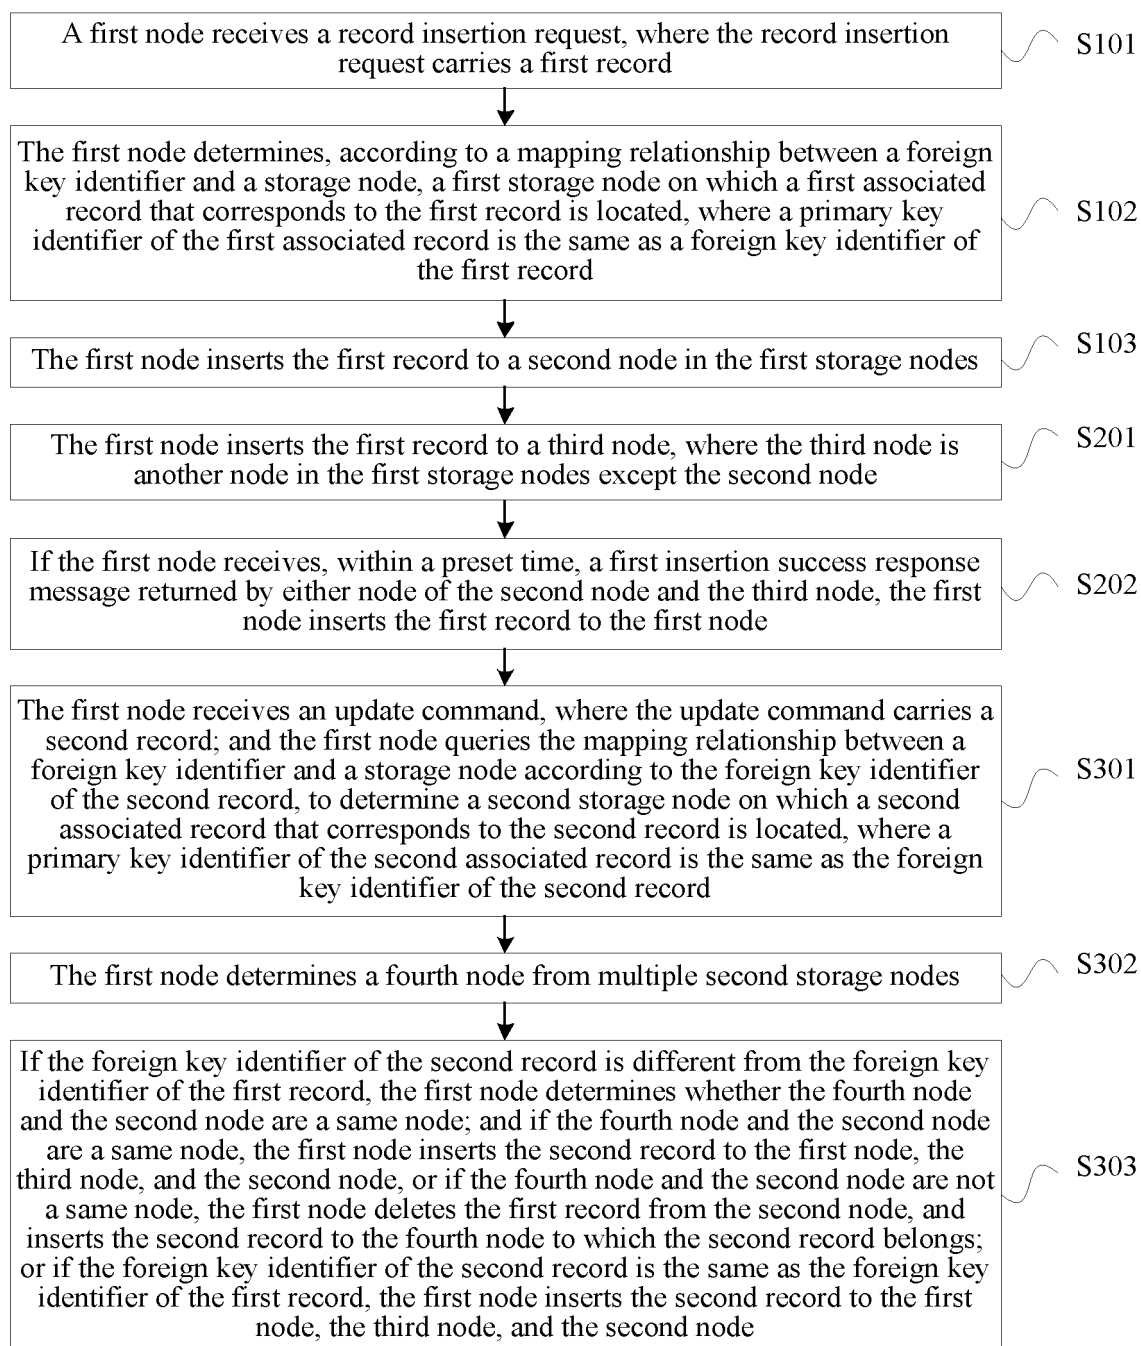 A first node receives a record insertion request, where the record insertion
request carries a first record
S101
The first node determines, according to a mapping relationship between a foreign
key identifier and a storage node, a first storage node on which a first associated
record that corresponds to the first record is located, where a primary key
identifier of the first associated record is the same as a foreign key identifier of
the first record
S102
The first node inserts the first record to a second node in the first storage nodes
S103
The first node inserts the first record to a third node, where the third node is
another node in the first storage nodes except the second node
S201
If the first node receives, within a preset time, a first insertion success response
message returned by either node of the second node and the third node, the first
node inserts the first record to the first node
S202
The first node receives an update command, where the update command carries a
second record; and the first node queries the mapping relationship between a
foreign key identifier and a storage node according to the foreign key identifier
of the second record, to determine a second storage node on which a second
associated record that corresponds to the second record is located, where a
primary key identifier of the second associated record is the same as the foreign
key identifier of the second record
S301
The first node determines a fourth node from multiple second storage nodes
S302
If the foreign key identifier of the second record is different from the foreign key
identifier of the first record, the first node determines whether the fourth node
and the second node are a same node; and if the fourth node and the second node
are a same node, the first node inserts the second record to the first node, the
third node, and the second node, or if the fourth node and the second node are not
a same node, the first node deletes the first record from the second node, and
inserts the second record to the fourth node to which the second record belongs;
or if the foreign key identifier of the second record is the same as the foreign key
identifier of the first record, the first node inserts the second record to the first
node, the third node, and the second node
S303